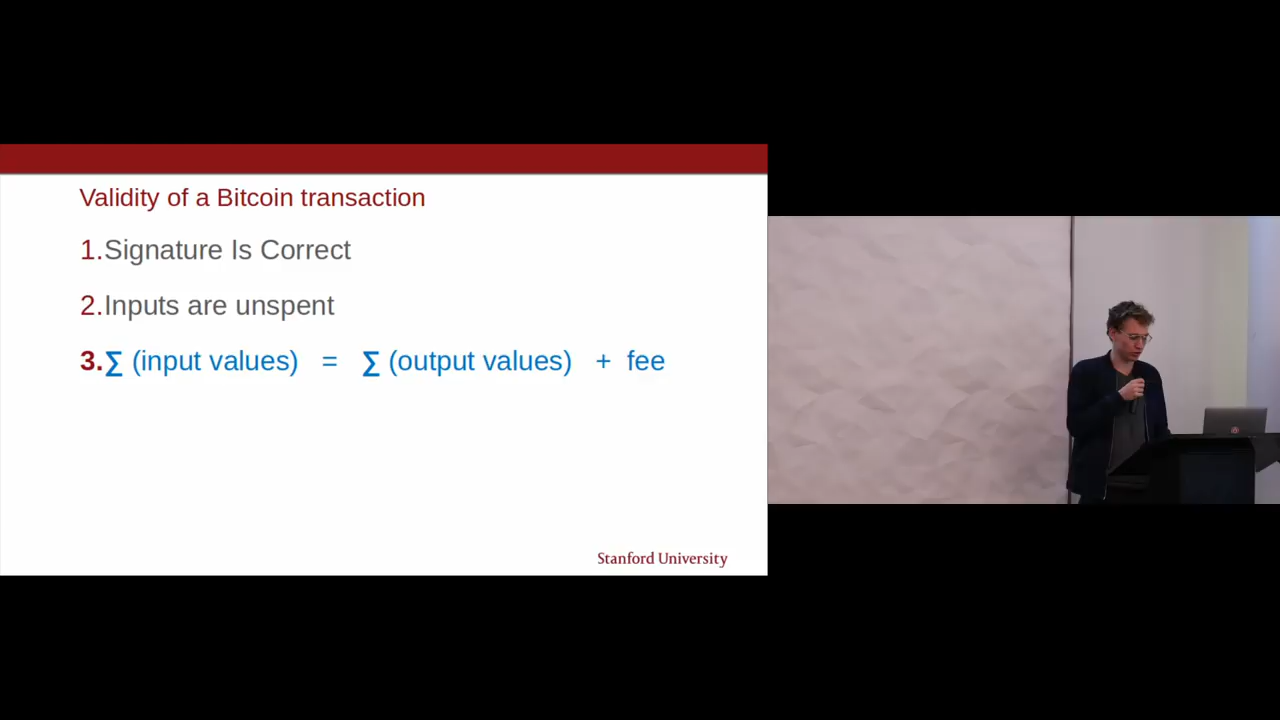 Validity of a Bitcoin transaction
1.Signature Is Correct
2.Inputs are unspent
3.∑ (input values) = ∑ (output values) + fee
Stanford University